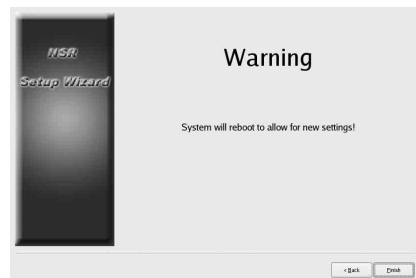 NSR
Setup Wizard
Warning
System will reboot to allow for new settings!
< Back
Finish